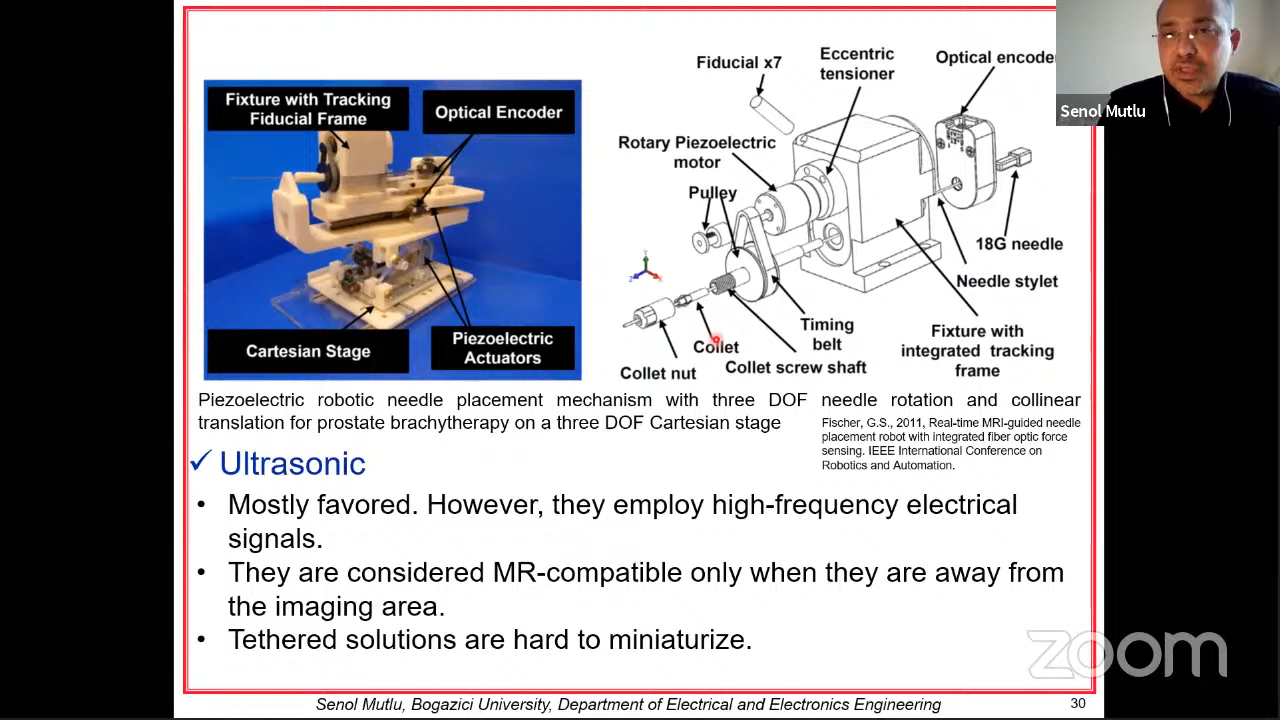 Senol Mutlu
Fixture with Tracking
Fiducial Frame
Optical Encoder
Cartesian Stage
Piezoelectric
Actuators
Fiducial x7
Eccentric
tensioner
Optical encoder
Rotary Piezoelectric
motor
Pulley
18G needle
Needle stylet
Timing
belt
Fixture with
integrated tracking
frame
Collet
Collet screw shaft
Collet nut
Piezoelectric robotic needle placement mechanism with three DOF needle rotation and collinear
translation for prostate brachytherapy on a three DOF Cartesian stage
Fischer, G.S., 2011, Real-time MRI-guided needle
placement robot with integrated fiber optic force
sensing. IEEE International Conference on
Robotics and Automation.
✓ Ultrasonic
• Mostly favored. However, they employ high-frequency electrical
signals.
• They are considered MR-compatible only when they are away from
the imaging area.
• Tethered solutions are hard to miniaturize.
zoom
Senol Mutlu, Bogazici University, Department of Electrical and Electronics Engineering
30